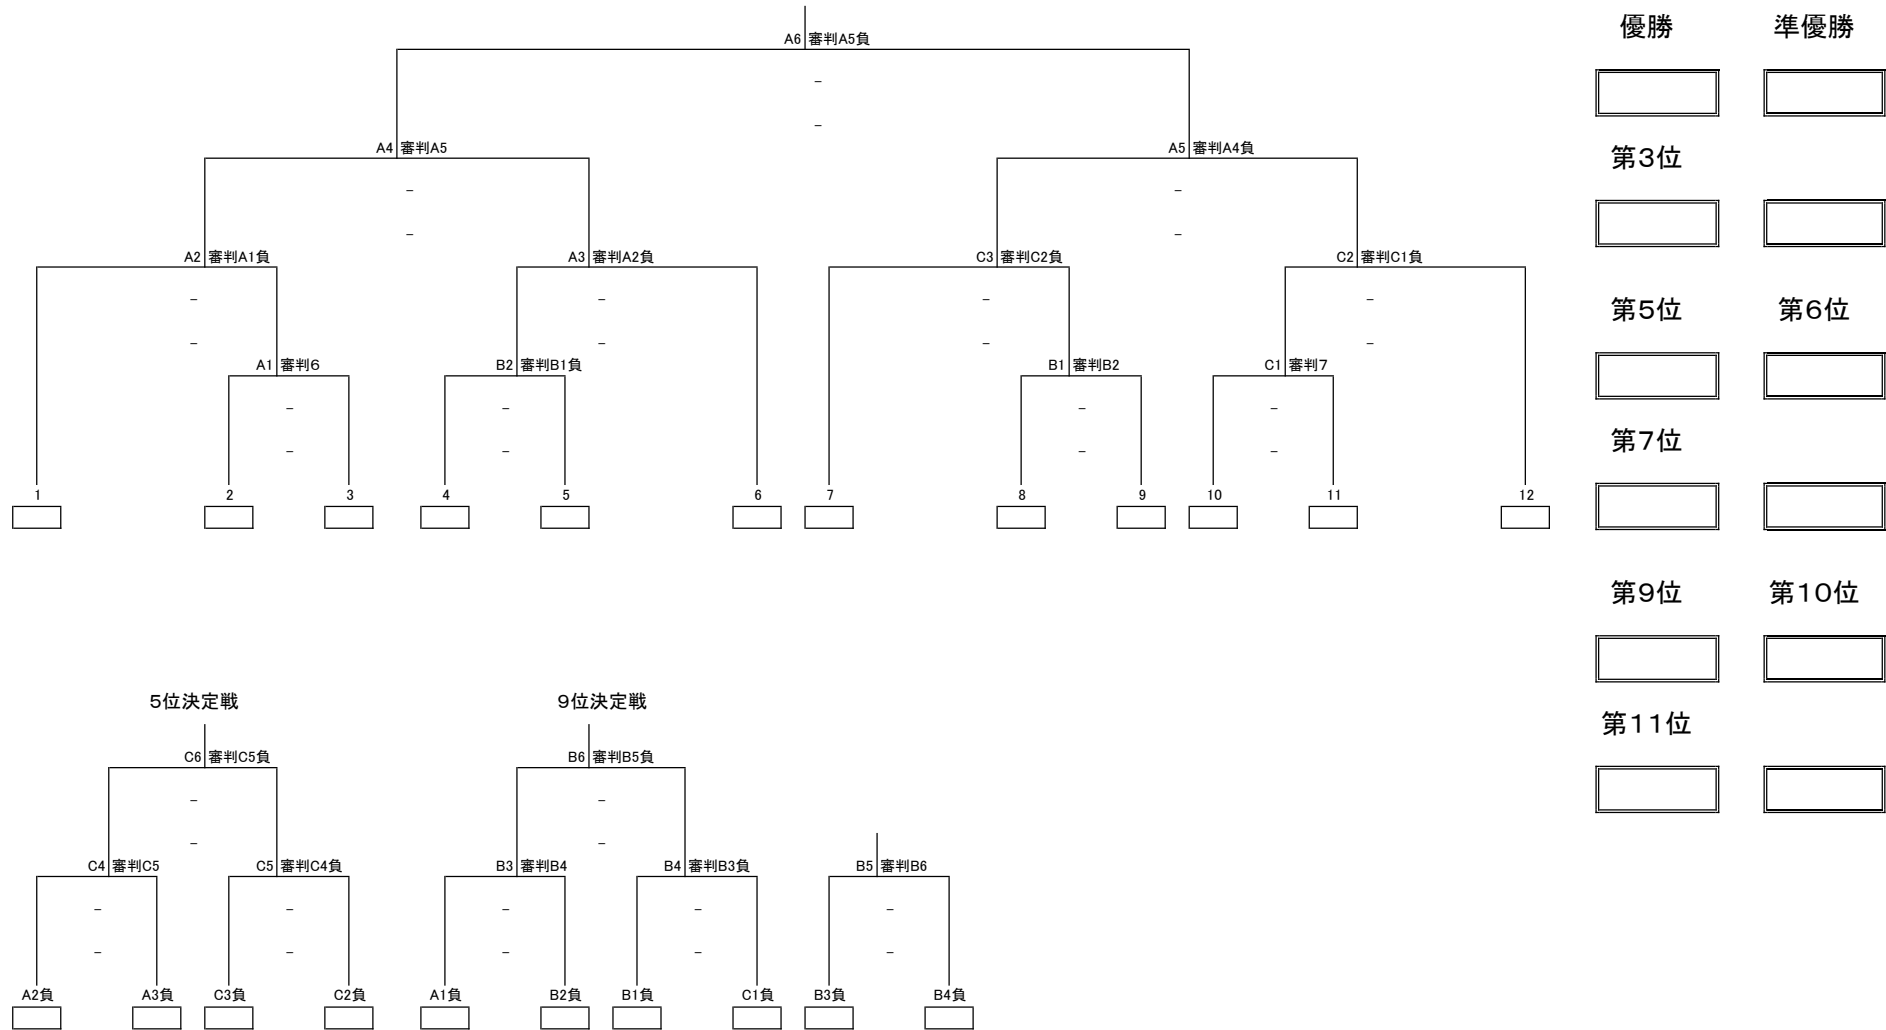 優勝 準優勝
A6 審判A5負
－
－
A4 審判A5 A5 審判A4負
第3位
－ －
－ －
A2 審判A1負 A3 審判A2負 C3 審判C2負 C2 審判C1負
－ － － －
第5位 第6位
－ － － －
A1 審判6 B2 審判B1負 B1 審判B2 C1 審判7
－ － － －
第7位
－ － － －
1 2 3 4 5 6 7 8 9 10 11 12
第9位 第10位
5位決定戦 9位決定戦
第11位
C6 審判C5負 B6 審判B5負
－ －
－ －
C4 審判C5 C5 審判C4負 B3 審判B4 B4 審判B3負 B5 審判B6
－ － － － －
－ － － － －
A2負 A3負 C3負 C2負 A1負 B2負 B1負 C1負 B3負 B4負